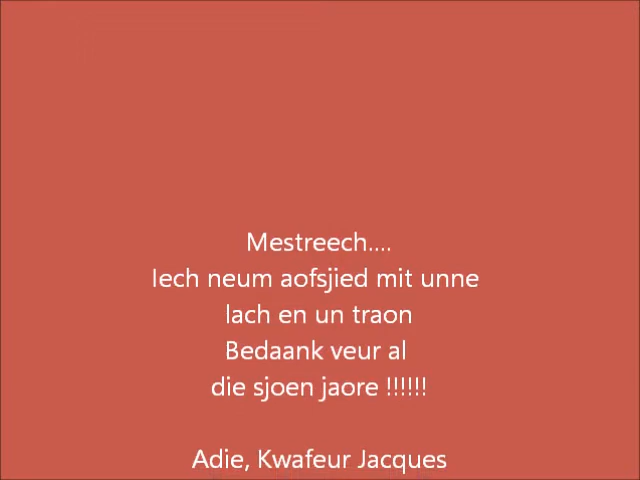 Mestreech....
Iech neum aofsjied mit unne
lach en un traon
Bedaank veur al
die sjoen jaore !!!!!!
Adie, Kwafeur Jacques